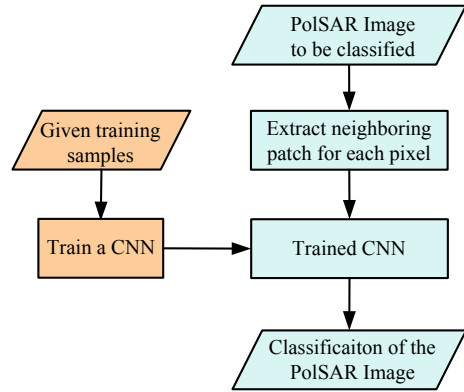 PolSAR Image
to be classified
Given training
samples
Extract neighboring
patch for each pixel
Train a CNN
Trained CNN
Classificaiton of the
PolSAR Image